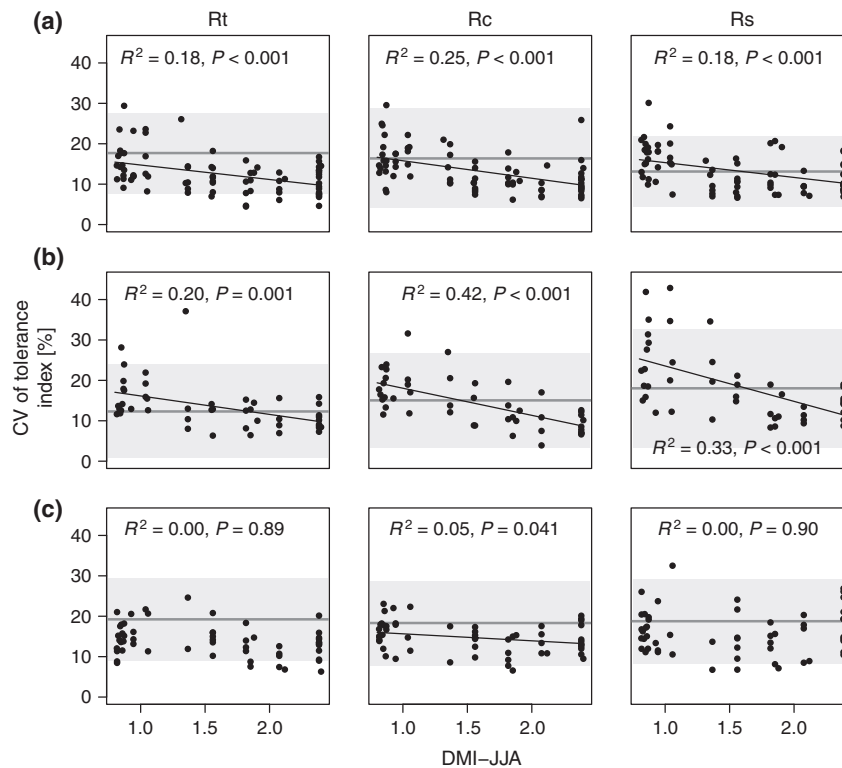 Rt
Rc
Rs
(a)
R² = 0.18, P < 0.001
R² = 0.25, P < 0.001
R² = 0.18, P < 0.001
40
30
20
10
0
(b)
R² = 0.20, P = 0.001
R² = 0.42, P < 0.001
R² = 0.33, P < 0.001
40
30
20
10
0
CV of tolerance
index [%]
(c)
R² = 0.00, P = 0.89
R² = 0.05, P = 0.041
R² = 0.00, P = 0.90
40
30
20
10
0
1.0 1.5 2.0
1.0 1.5 2.0
1.0 1.5 2.0
DMI–JJA